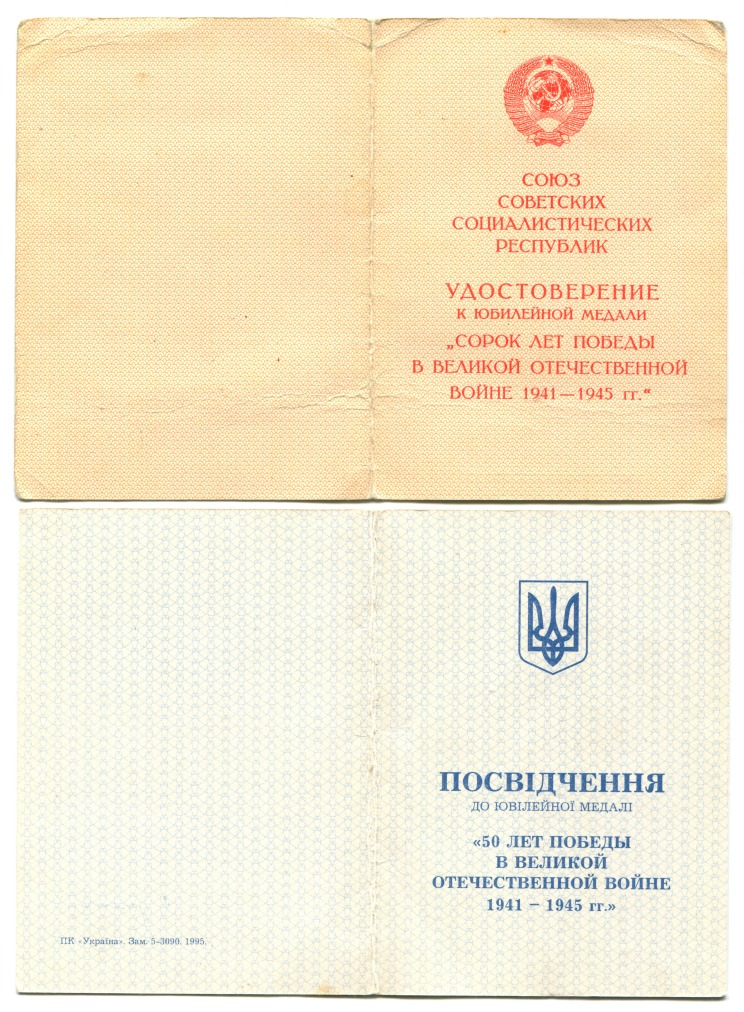 СОЮЗ
СОВЕТСКИХ
СОЦИАЛИСТИЧЕСКИХ
РЕСПУБЛИК
УДОСТОВЕРЕНИЕ
К ЮБИЛЕЙНОЙ МЕДАЛИ
„СОРОК ЛЕТ ПОБЕДЫ
В ВЕЛИКОЙ ОТЕЧЕСТВЕННОЙ
ВОЙНЕ 1941—1945 гг.“
ПОСВІДЧЕННЯ
ДО ЮВІЛЕЙНОЇ МЕДАЛІ
«50 ЛЕТ ПОБЕДЫ
В ВЕЛИКОЙ
ОТЕЧЕСТВЕННОЙ ВОЙНЕ
1941 – 1945 гг.»
ПК «Україна». Зам. 5-3090. 1995.